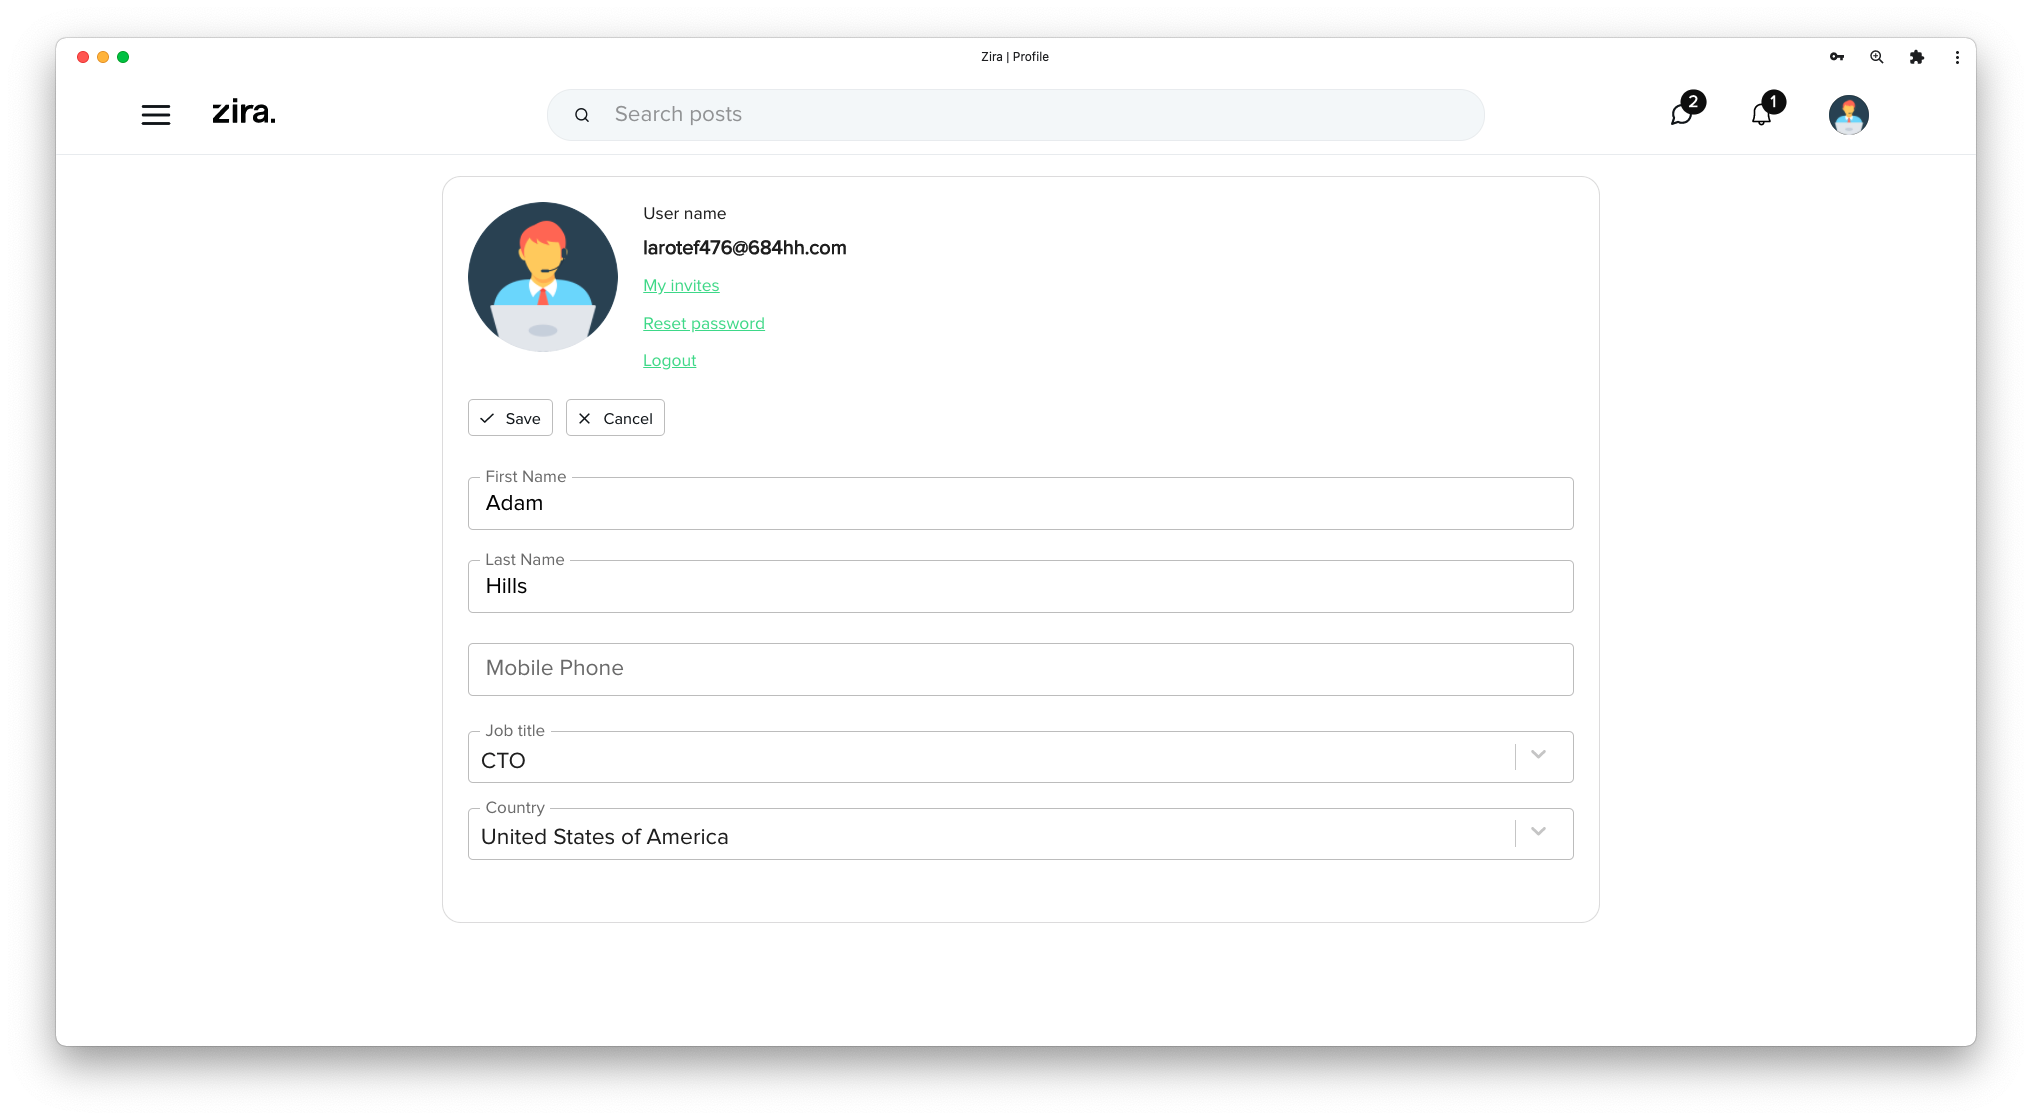 Zira | Profile
zira.
Search posts
2
1
User name
larotef476@684hh.com
My invites
Reset password
Logout
Save
Cancel
First Name
Adam
Last Name
Hills
Mobile Phone
Job title
CTO
Country
United States of America